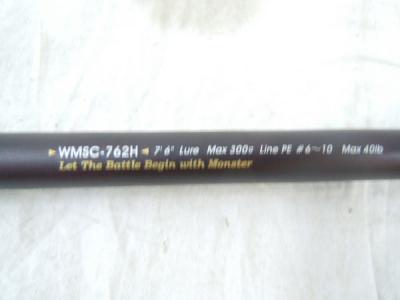 ▸WMSC-762H◂ 7'6" Lure Max 300g Line PE #6~10 Max 40lb
Let The Battle Begin with Monster